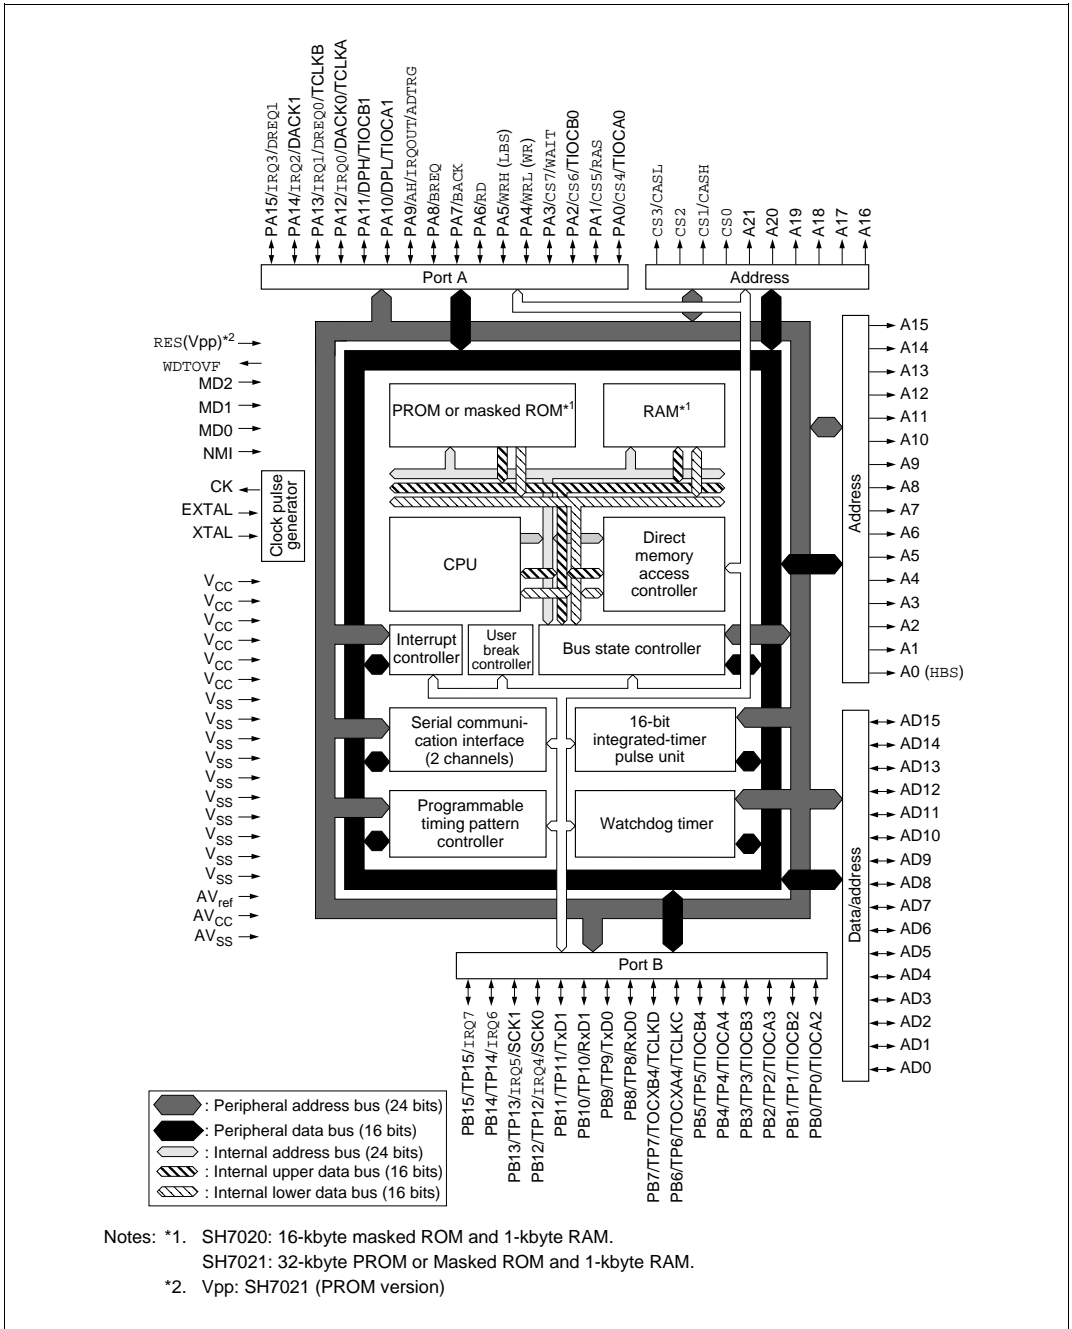 PA15/IRQ3/DREQ1
PA14/IRQ2/DACK1
PA13/IRQ1/DREQ0/TCLKB
PA12/IRQ0/DACK0/TCLKA
PA11/DPH/TIOCB1
PA10/DPL/TIOCA1
PA9/AH/IRQOUT/ADTRG
PA8/BREQ
PA7/BACK
PA6/RD
PA5/WRH (LBS)
PA4/WRL (WR)
PA3/CS7/WAIT
PA2/CS6/TIOCB0
PA1/CS5/RAS
PA0/CS4/TIOCA0
CS3/CASL
CS2
CS1/CASH
CS0
A21
A20
A19
A18
A17
A16
Port A
Address
RES(Vpp)*2
WDTOVF
MD2
MD1
MD0
NMI
CK
EXTAL
XTAL
Clock pulse
generator
VCC
VCC
VCC
VCC
VCC
VCC
VSS
VSS
VSS
VSS
VSS
VSS
VSS
VSS
VSS
VSS
AVref
AVCC
AVSS
PROM or masked ROM*1
RAM*1
CPU
Direct
memory
access
controller
Interrupt
controller
User
break
controller
Bus state controller
Serial communi-
cation interface
(2 channels)
16-bit
integrated-timer
pulse unit
Programmable
timing pattern
controller
Watchdog timer
Address
A15
A14
A13
A12
A11
A10
A9
A8
A7
A6
A5
A4
A3
A2
A1
A0 (HBS)
Data/address
AD15
AD14
AD13
AD12
AD11
AD10
AD9
AD8
AD7
AD6
AD5
AD4
AD3
AD2
AD1
AD0
Port B
PB15/TP15/IRQ7
PB14/TP14/IRQ6
PB13/TP13/IRQ5/SCK1
PB12/TP12/IRQ4/SCK0
PB11/TP11/TxD1
PB10/TP10/RxD1
PB9/TP9/TxD0
PB8/TP8/RxD0
PB7/TP7/TOCXB4/TCLKD
PB6/TP6/TOCXA4/TCLKC
PB5/TP5/TIOCB4
PB4/TP4/TIOCA4
PB3/TP3/TIOCB3
PB2/TP2/TIOCA3
PB1/TP1/TIOCB2
PB0/TP0/TIOCA2
: Peripheral address bus (24 bits)
: Peripheral data bus (16 bits)
: Internal address bus (24 bits)
: Internal upper data bus (16 bits)
: Internal lower data bus (16 bits)
Notes: *1. SH7020: 16-kbyte masked ROM and 1-kbyte RAM.
SH7021: 32-kbyte PROM or Masked ROM and 1-kbyte RAM.
*2. Vpp: SH7021 (PROM version)